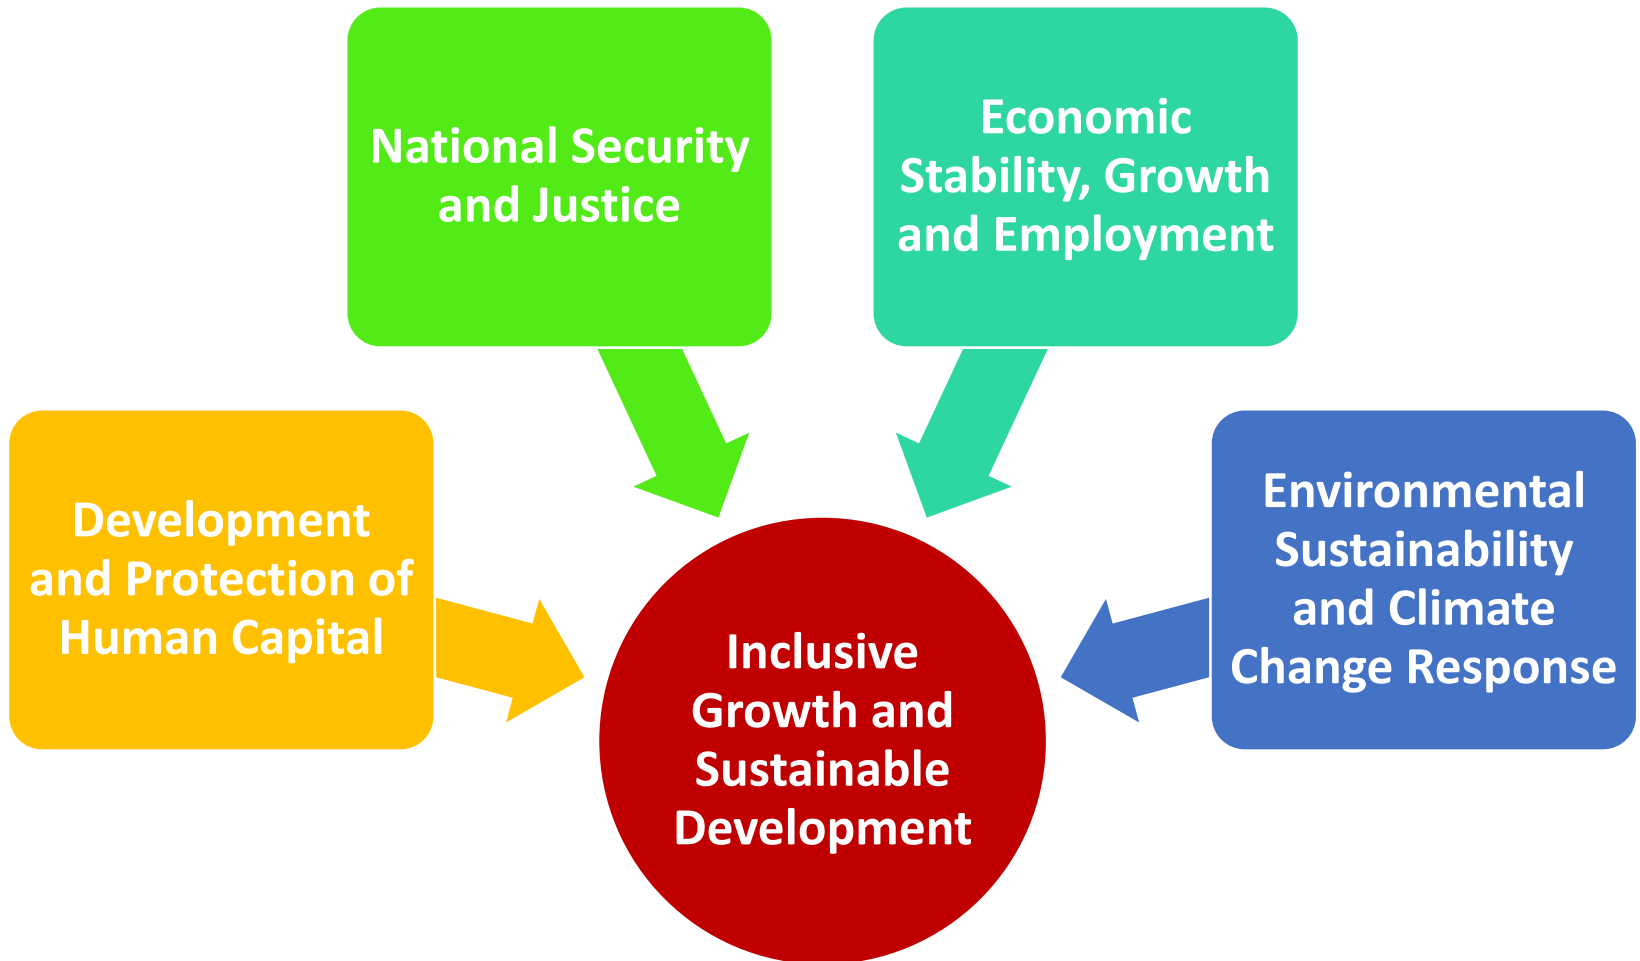 National Security
and Justice
Economic
Stability, Growth
and Employment
Development
and Protection of
Human Capital
Environmental
Sustainability
and Climate
Change Response
Inclusive
Growth and
Sustainable
Development